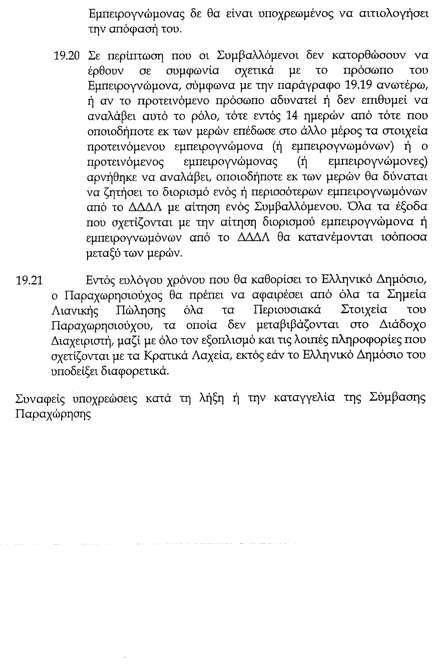 Εμπειρογνώμονας δε θα είναι υποχρεωμένος να αιτιολογήσει
την απόφασή του.
19.20 Σε περίπτωση που οι Συμβαλλόμενοι δεν κατορθώσουν να
έρθουν σε συμφωνία σχετικά με το πρόσωπο του
Εμπειρογνώμονα, σύμφωνα με την παράγραφο 19.19 ανωτέρω,
ή αν το προτεινόμενο πρόσωπο αδυνατεί ή δεν επιθυμεί να
αναλάβει αυτό το ρόλο, τότε εντός 14 ημερών από τότε που
οποιοδήποτε εκ των μερών επέδωσε στο άλλο μέρος τα στοιχεία
προτεινόμενου εμπειρογνώμονα (ή εμπειρογνωμόνων) ή ο
προτεινόμενος εμπειρογνώμονας (ή εμπειρογνώμονες)
αρνήθηκε να αναλάβει, οποιοδήποτε εκ των μερών θα δύναται
να ζητήσει το διορισμό ενός ή περισσότερων εμπειρογνωμόνων
από το ΔΔΔΛ με αίτηση ενός Συμβαλλόμενου. Όλα τα έξοδα
που σχετίζονται με την αίτηση διορισμού εμπειρογνώμονα ή
εμπειρογνωμόνων από το ΔΔΔΛ θα κατανέμονται ισόποσα
μεταξύ των μερών.
19.21 Εντός ευλόγου χρόνου που θα καθορίσει το Ελληνικό Δημόσιο,
ο Παραχωρησιούχος θα πρέπει να αφαιρέσει από όλα τα Σημεία
Λιανικής Πώλησης όλα τα Περιουσιακά Στοιχεία του
Παραχωρησιούχου, τα οποία δεν μεταβιβάζονται στο Διάδοχο
Διαχειριστή, μαζί με όλο τον εξοπλισμό και τις λοιπές πληροφορίες που
σχετίζονται με τα Κρατικά Λαχεία, εκτός εάν το Ελληνικό Δημόσιο του
υποδείξει διαφορετικά.
Συναφείς υποχρεώσεις κατά τη λήξη ή την καταγγελία της Σύμβασης
Παραχώρησης